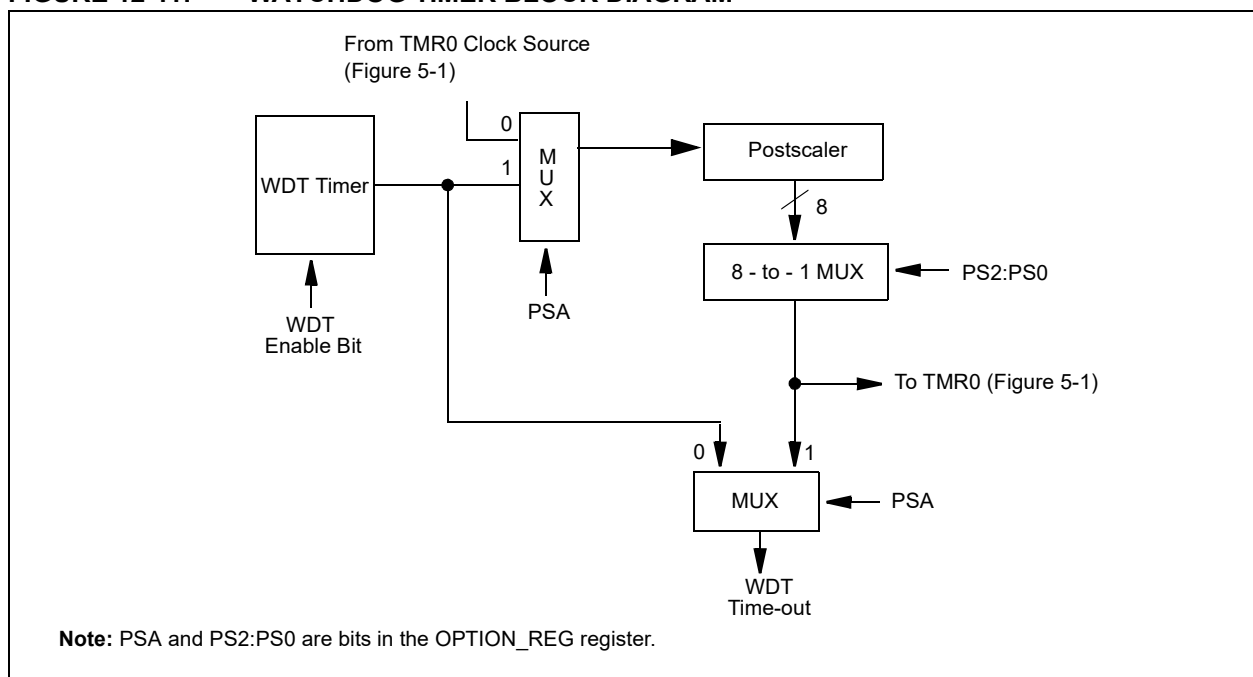 From TMR0 Clock Source
(Figure 5-1)
0
1
M
U
X
WDT Timer
Postscaler
8
8 - to - 1 MUX
PS2:PS0
PSA
WDT
Enable Bit
To TMR0 (Figure 5-1)
0
1
MUX
PSA
WDT
Time-out
Note: PSA and PS2:PS0 are bits in the OPTION_REG register.